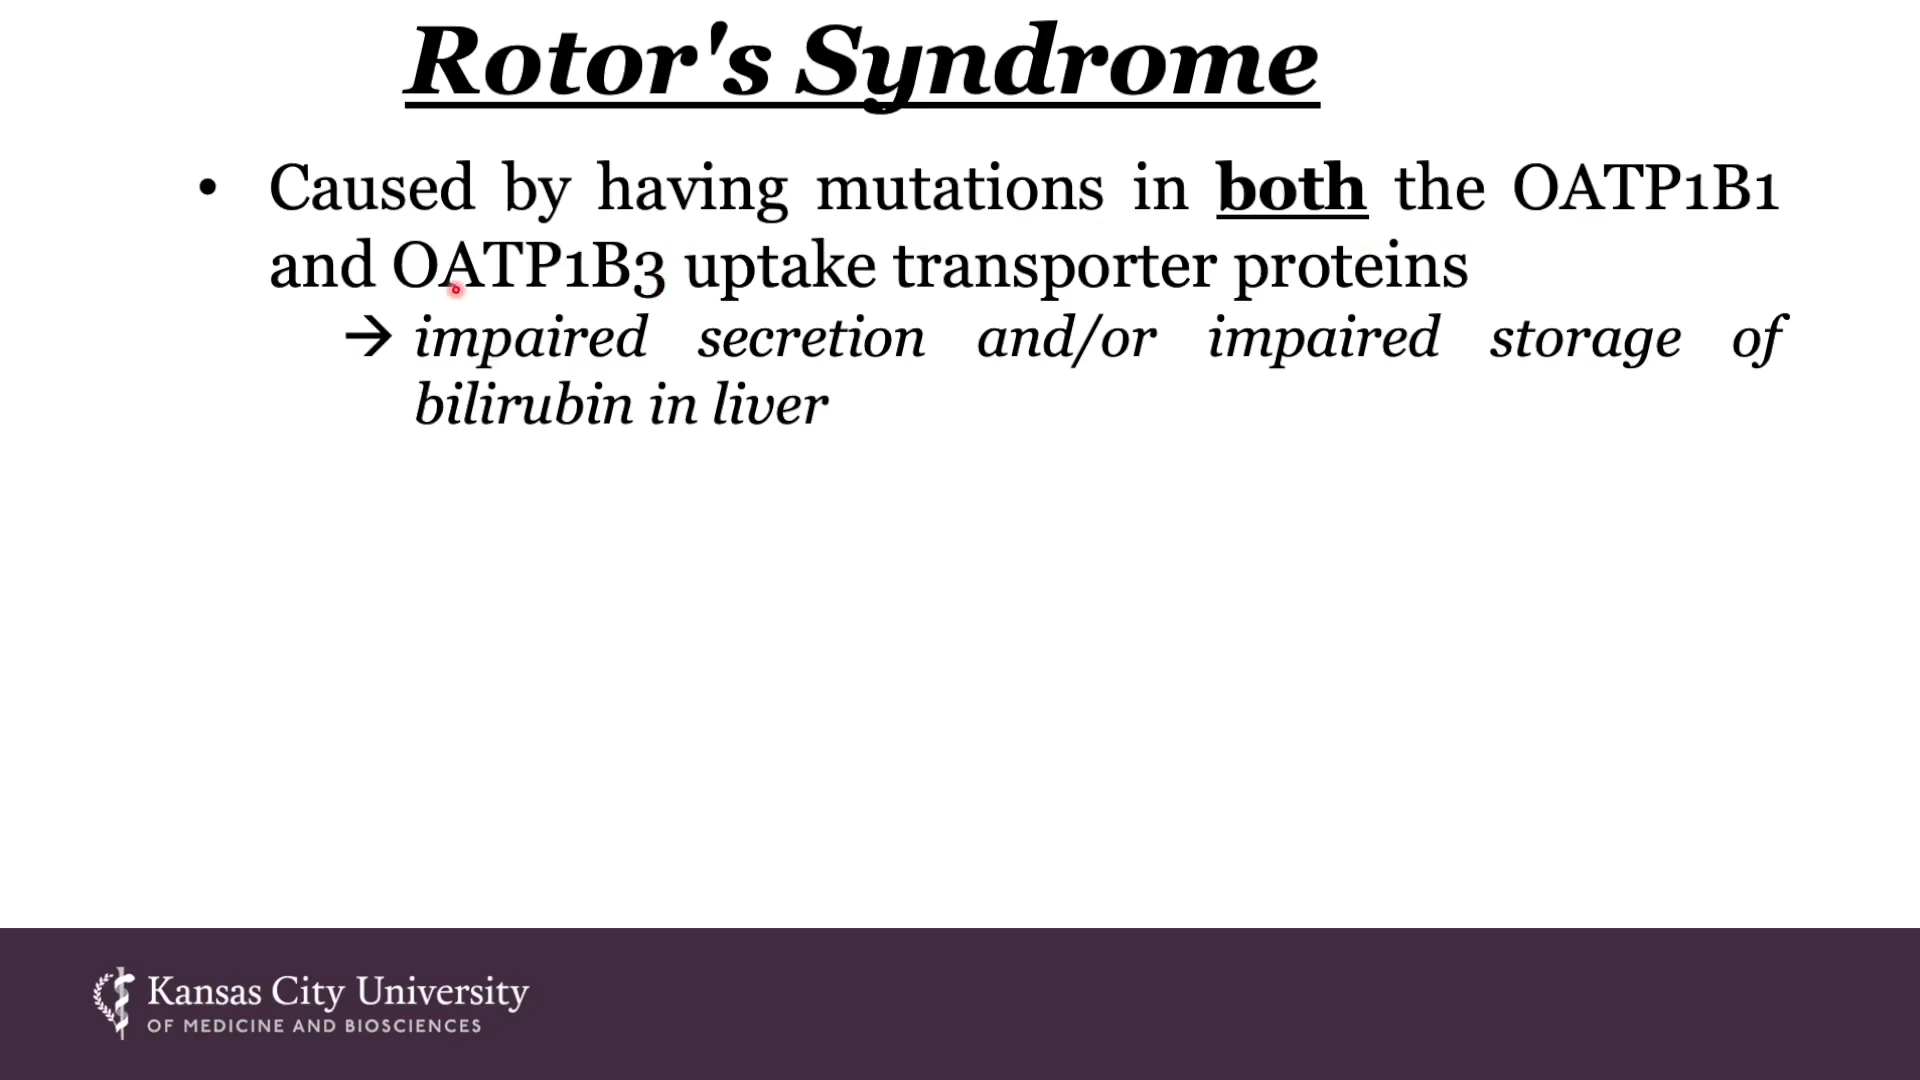 Rotor's Syndrome
• Caused by having mutations in both the OATP1B1
and OATP1B3 uptake transporter proteins
→ impaired secretion and/or impaired storage of
bilirubin in liver
Kansas City University
OF MEDICINE AND BIOSCIENCES